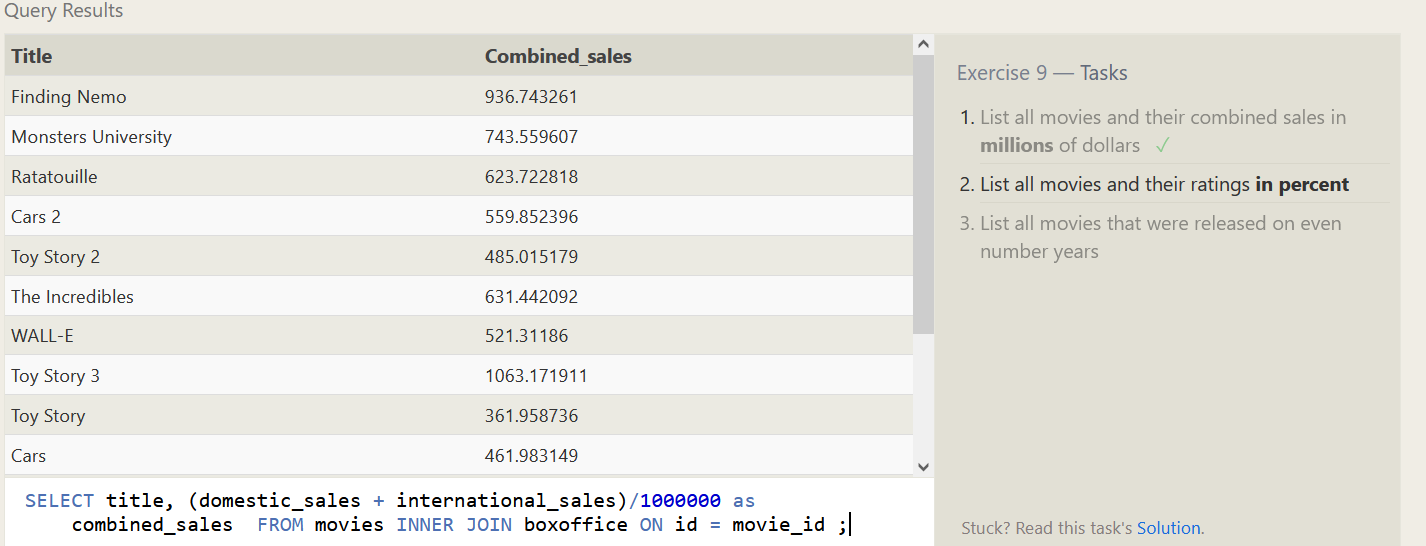 Query Results
Title Combined_sales
Finding Nemo 936.743261
Monsters University 743.559607
Ratatouille 623.722818
Cars 2 559.852396
Toy Story 2 485.015179
The Incredibles 631.442092
WALL-E 521.31186
Toy Story 3 1063.171911
Toy Story 361.958736
Cars 461.983149
SELECT title, (domestic_sales + international_sales)/1000000 as
combined_sales  FROM movies INNER JOIN boxoffice ON id = movie_id ;
Exercise 9 — Tasks
1. List all movies and their combined sales in
millions of dollars ✓
2. List all movies and their ratings in percent
3. List all movies that were released on even
number years
Stuck? Read this task's Solution.